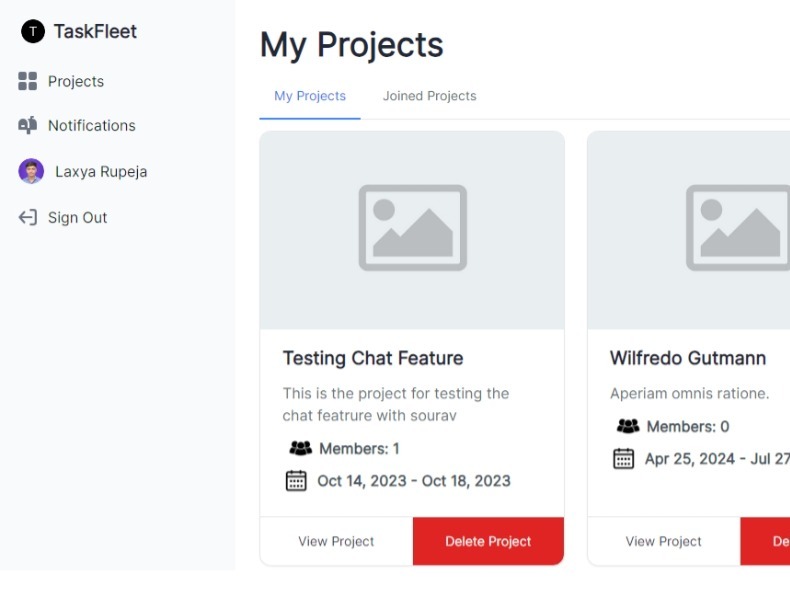 T TaskFleet
Projects
Notifications
Laxya Rupeja
Sign Out
My Projects
My Projects Joined Projects
Testing Chat Feature
This is the project for testing the
chat featrure with sourav
Members: 1
Oct 14, 2023 - Oct 18, 2023
View Project Delete Project
Wilfredo Gutmann
Aperiam omnis ratione.
Members: 0
Apr 25, 2024 - Jul 27
View Project De